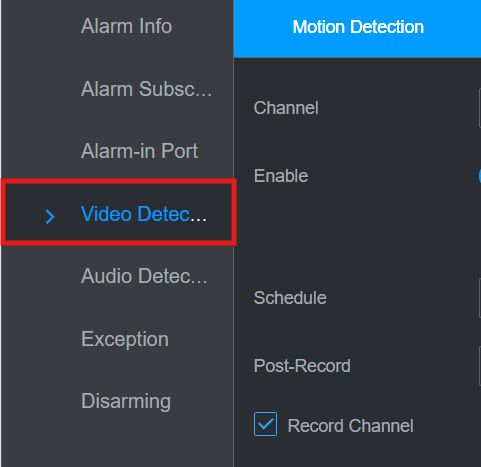 Alarm Info
Alarm Subsc...
Alarm-in Port
Video Detec...
Audio Detec...
Exception
Disarming
Motion Detection
Channel
Enable
Schedule
Post-Record
Record Channel